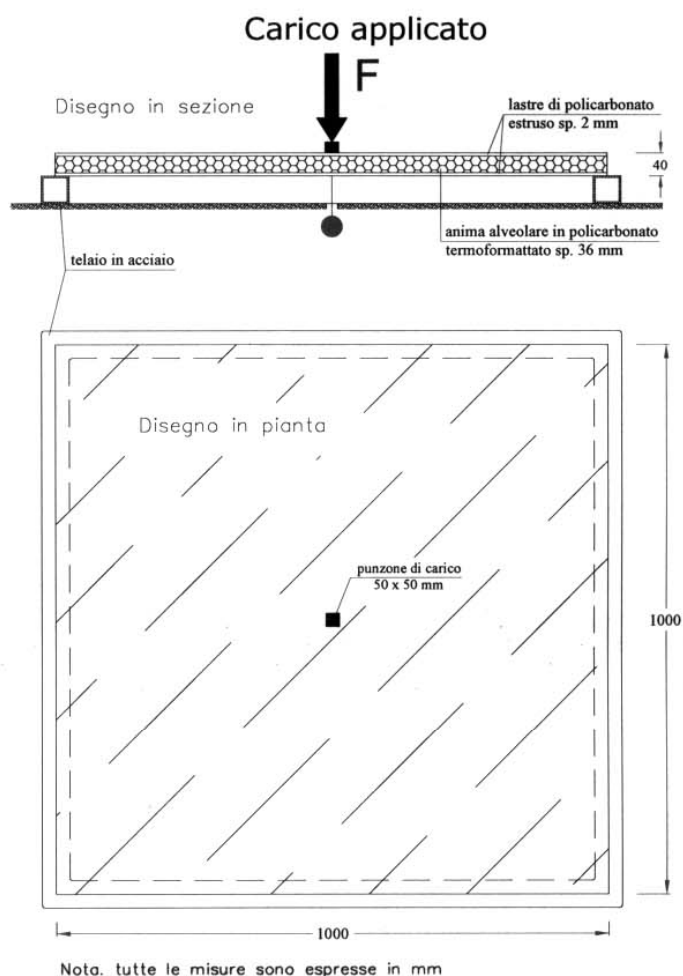 Carico applicato
F
Disegno in sezione
lastre di policarbonato
estruso sp. 2 mm
40
anima alveolare in policarbonato
termoformattato sp. 36 mm
telaio in acciaio
Disegno in pianta
punzone di carico
50 x 50 mm
1000
1000
Nota. tutte le misure sono espresse in mm